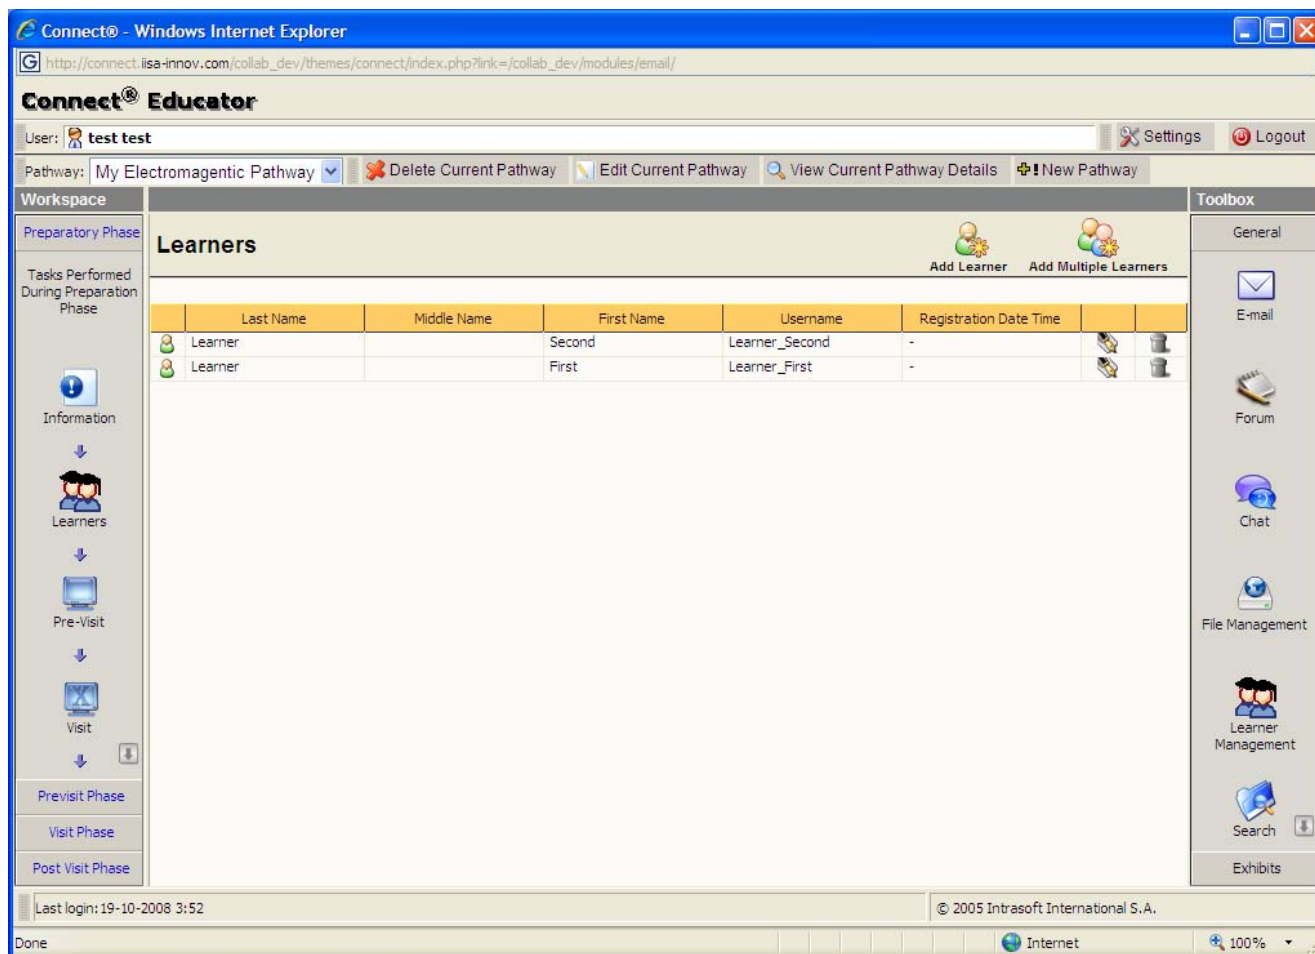 Connect® - Windows Internet Explorer
http://connect.iisa-innov.com/collab_dev/themes/connect/index.php?link=/collab_dev/modules/email/
Connect® Educator
User: test test Settings Logout
Pathway: My Electromagentic Pathway Delete Current Pathway Edit Current Pathway View Current Pathway Details New Pathway
Workspace Toolbox
Preparatory Phase
Tasks Performed
During Preparation
Phase
Information
Learners
Pre-Visit
Visit
Previsit Phase
Visit Phase
Post Visit Phase
Learners
Add Learner Add Multiple Learners
Last Name Middle Name First Name Username Registration Date Time
Learner Second Learner_Second -
Learner First Learner_First -
General
E-mail
Forum
Chat
File Management
Learner
Management
Search
Exhibits
Last login: 19-10-2008 3:52 © 2005 Intrasoft International S.A.
Done Internet 100%